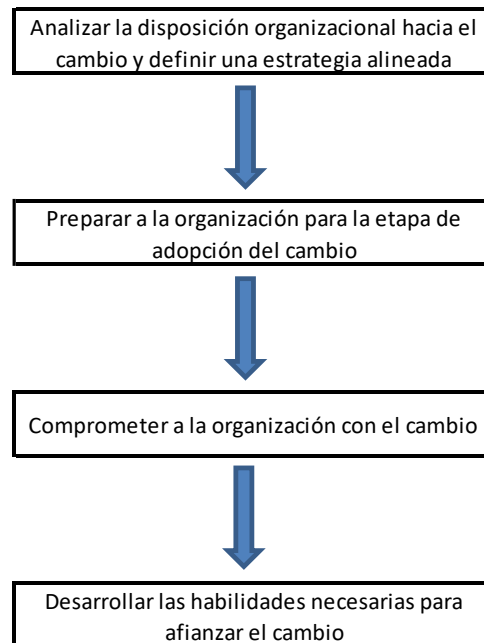 Analizar la disposición organizacional hacia el
cambio y definir una estrategia alineada
Preparar a la organización para la etapa de
adopción del cambio
Comprometer a la organización con el cambio
Desarrollar las habilidades necesarias para
afianzar el cambio